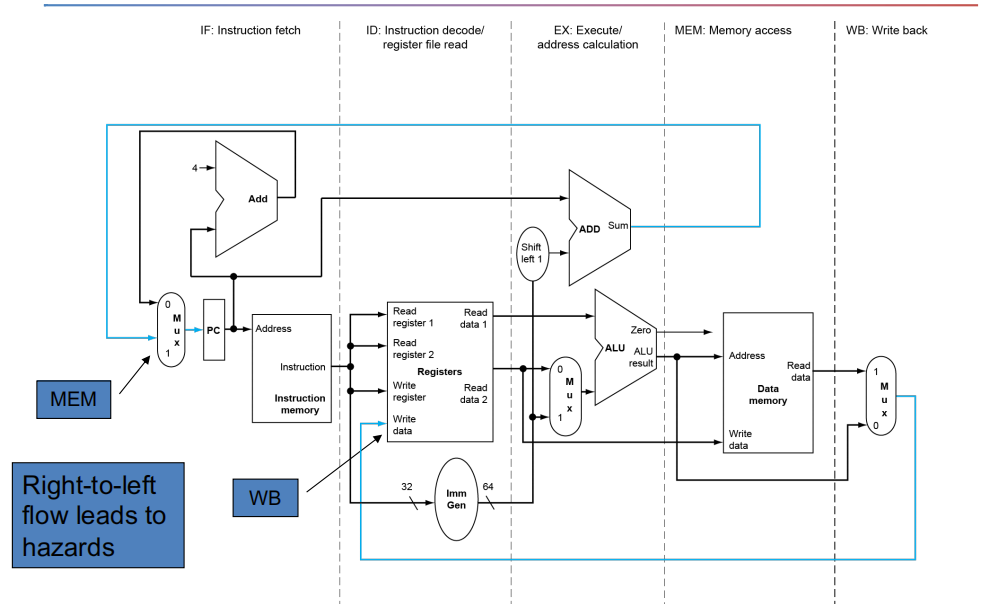 IF: Instruction fetch
ID: Instruction decode/
register file read
EX: Execute/
address calculation
MEM: Memory access
WB: Write back
4
Add
ADD
Sum
Shift
left 1
0
M
u
x
1
PC
Address
Instruction
Instruction
memory
Read
register 1
Read
data 1
Read
register 2
Registers
Write
register
Read
data 2
Write
data
Zero
ALU
ALU
result
0
M
u
x
1
Address
Read
data
Data
memory
Write
data
1
M
u
x
0
MEM
WB
32
Imm
Gen
64
Right-to-left
flow leads to
hazards